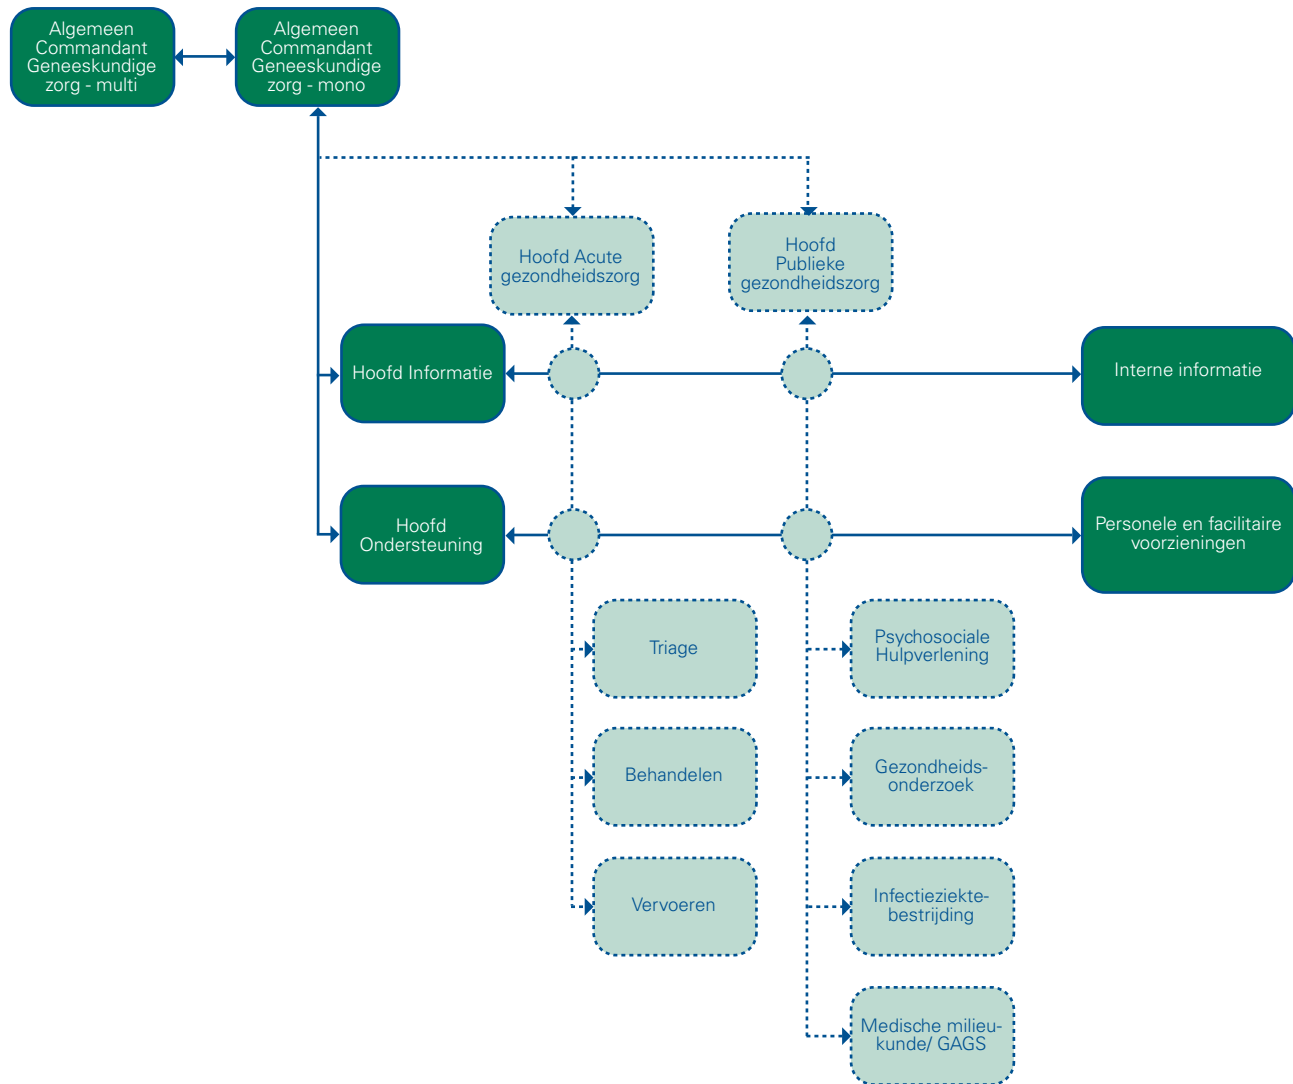 Algemeen
Commandant
Geneeskundige
zorg - multi
Algemeen
Commandant
Geneeskundige
zorg - mono
Hoofd Acute
gezondheidszorg
Hoofd
Publieke
gezondheidszorg
Hoofd Informatie
Interne informatie
Hoofd
Ondersteuning
Personele en facilitaire
voorzieningen
Triage
Psychosociale
Hulpverlening
Behandelen
Gezondheids-
onderzoek
Vervoeren
Infectieziekte-
bestrijding
Medische milieu-
kunde/ GAGS